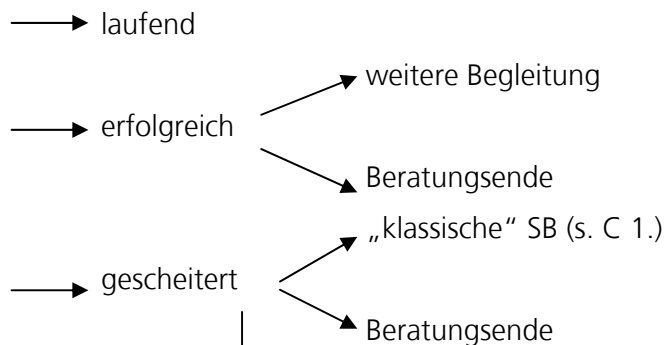 laufend
weitere Begleitung
erfolgreich
Beratungsende
„klassische“ SB (s. C 1.)
gescheitert
Beratungsende